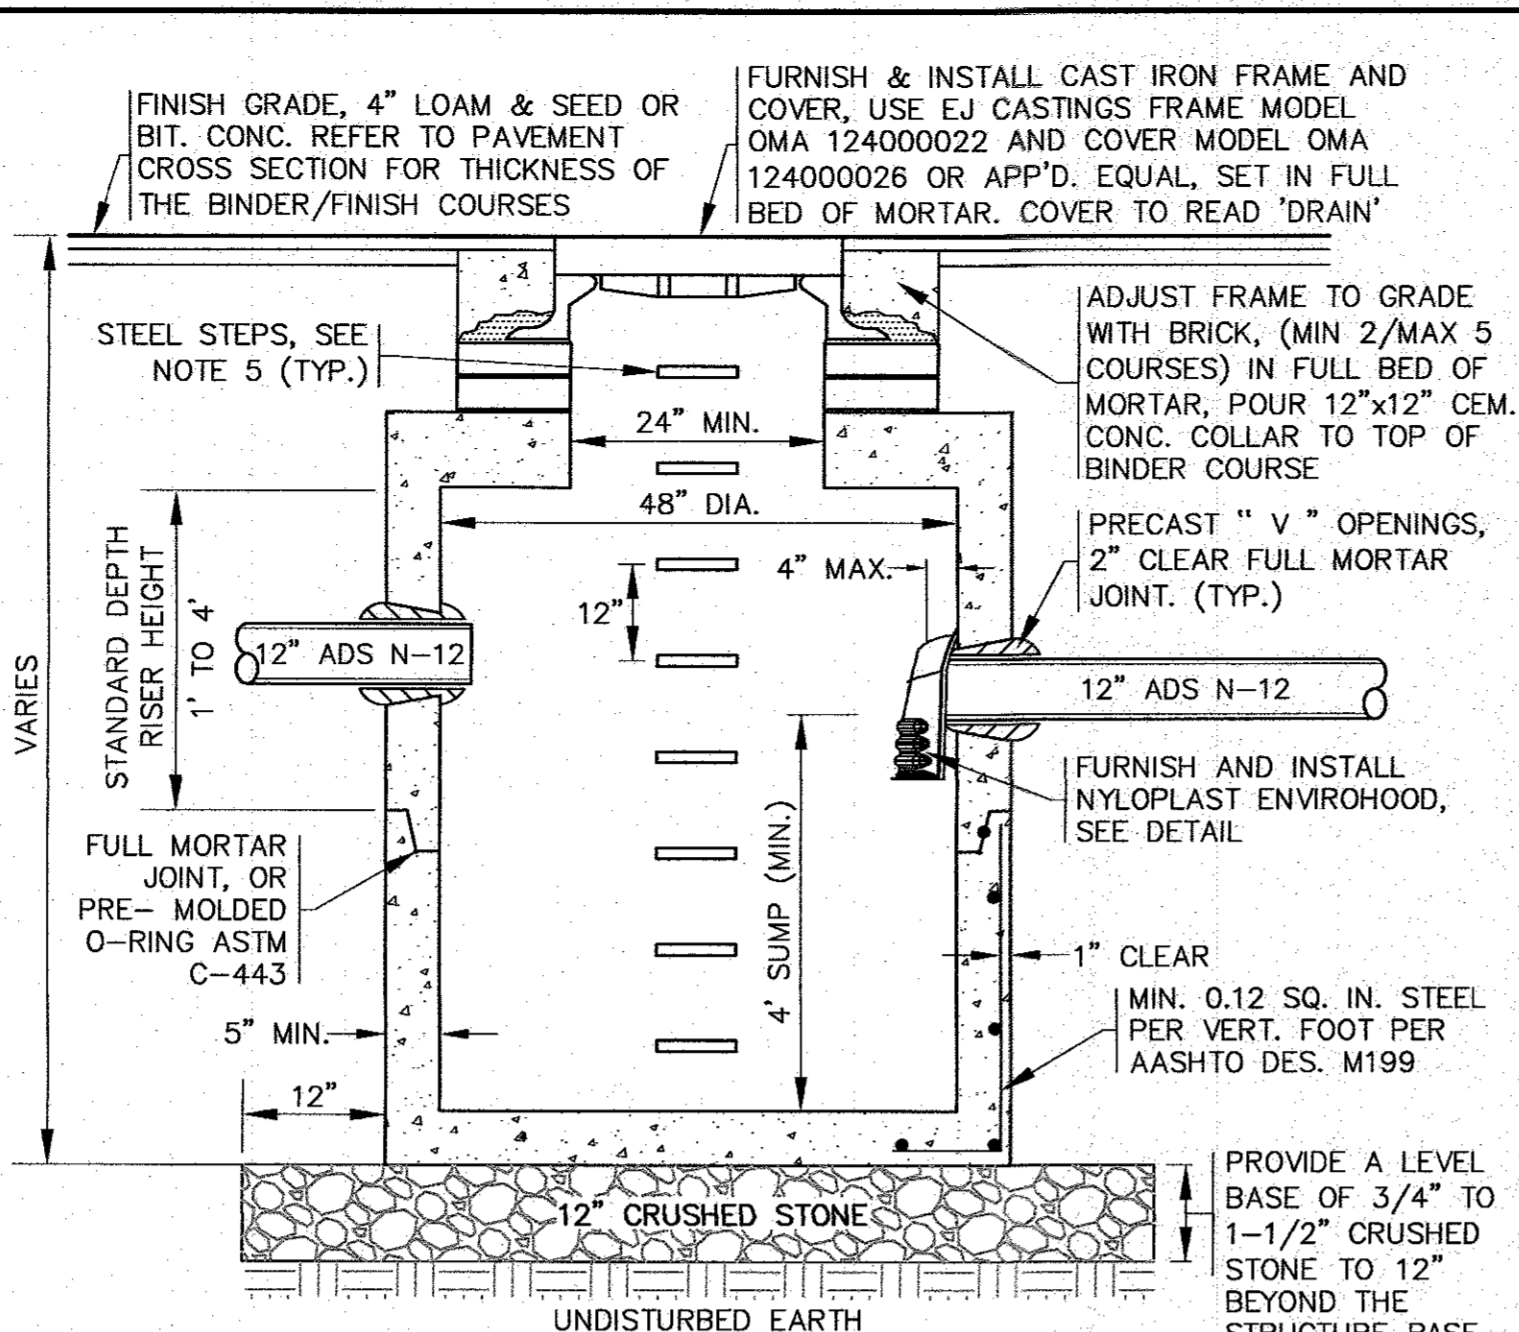 FINISH GRADE, 4" LOAM & SEED OR
BIT. CONC. REFER TO PAVEMENT
CROSS SECTION FOR THICKNESS OF
THE BINDER/FINISH COURSES
FURNISH & INSTALL CAST IRON FRAME AND
COVER, USE EJ CASTINGS FRAME MODEL
OMA 124000022 AND COVER MODEL OMA
124000026 OR APP'D. EQUAL, SET IN FULL
BED OF MORTAR. COVER TO READ 'DRAIN'
STEEL STEPS, SEE
NOTE 5 (TYP.)
ADJUST FRAME TO GRADE
WITH BRICK, (MIN 2/MAX 5
COURSES) IN FULL BED OF
MORTAR, POUR 12"x12" CEM.
CONC. COLLAR TO TOP OF
BINDER COURSE
24" MIN.
48" DIA.
PRECAST " V " OPENINGS,
2" CLEAR FULL MORTAR
JOINT. (TYP.)
4" MAX.
12"
VARIES
STANDARD DEPTH
RISER HEIGHT
1' TO 4'
12" ADS N-12
12" ADS N-12
FURNISH AND INSTALL
NYLOPLAST ENVIROHOOD,
SEE DETAIL
FULL MORTAR
JOINT, OR
PRE- MOLDED
O-RING ASTM
C-443
4' SUMP (MIN.)
1" CLEAR
MIN. 0.12 SQ. IN. STEEL
PER VERT. FOOT PER
AASHTO DES. M199
5" MIN.
12"
12" CRUSHED STONE
PROVIDE A LEVEL
BASE OF 3/4" TO
1-1/2" CRUSHED
STONE TO 12"
BEYOND THE
STRUCTURE BASE
UNDISTURBED EARTH